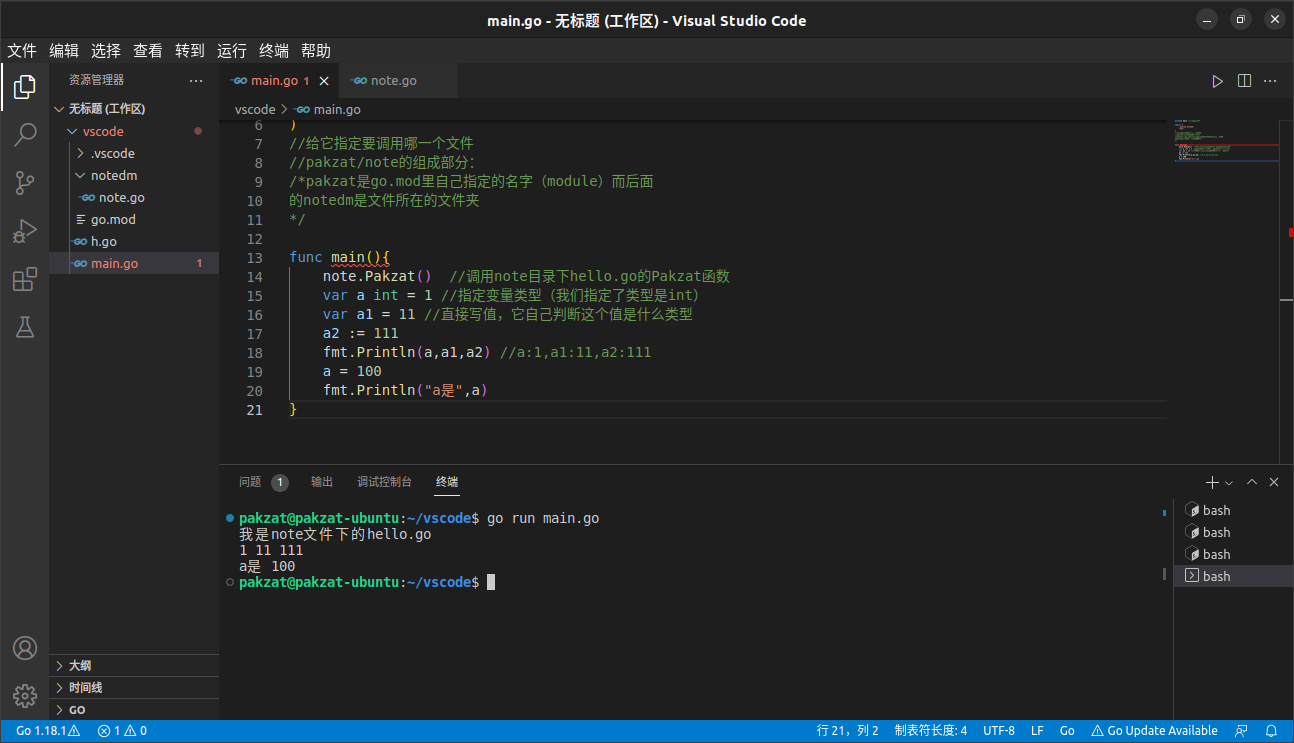 main.go - 无标题 (工作区) - Visual Studio Code
文件 编辑 选择 查看 转到 运行 终端 帮助
资源管理器
无标题 (工作区)
vscode
.vscode
notedm
GO note.go
go.mod
GO h.go
GO main.go 1
大纲
时间线
GO
GO main.go 1
GO note.go
vscode > GO main.go
6 )
7 //给它指定要调用哪一个文件
8 //pakzat/note的组成部分:
9 /*pakzat是go.mod里自己指定的名字（module）而后面
10 的notedm是文件所在的文件夹
11 */
12
13 func main(){
14 note.Pakzat() //调用note目录下hello.go的Pakzat函数
15 var a int = 1 //指定变量类型（我们指定了类型是int）
16 var a1 = 11 //直接写值，它自己判断这个值是什么类型
17 a2 := 111
18 fmt.Println(a,a1,a2) //a:1,a1:11,a2:111
19 a = 100
20 fmt.Println("a是",a)
21 }
问题 1 输出 调试控制台 终端
pakzat@pakzat-ubuntu:~/vscode$ go run main.go
我是note文件下的hello.go
1 11 111
a是 100
pakzat@pakzat-ubuntu:~/vscode$
bash
bash
bash
bash
Go 1.18.1 1 0 行 21，列 2 制表符长度: 4 UTF-8 LF Go Go Update Available